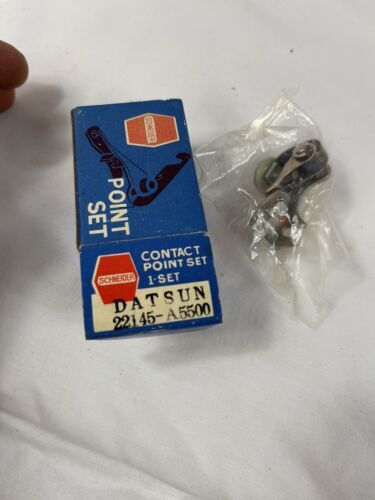 SCHNEIDER
POINT
SET
SCHNEIDER
CONTACT
POINT SET
1-SET
DATSUN
22145-A5500